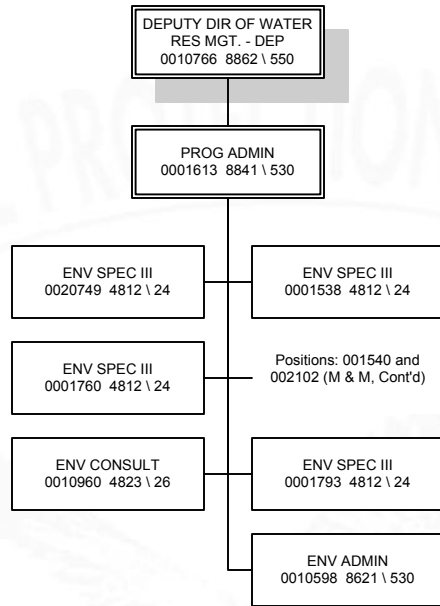 DEPUTY DIR OF WATER
RES MGT. - DEP
0010766 8862 \ 550
PROG ADMIN
0001613 8841 \ 530
ENV SPEC III
0020749 4812 \ 24
ENV SPEC III
0001538 4812 \ 24
ENV SPEC III
0001760 4812 \ 24
Positions: 001540 and
002102 (M & M, Cont'd)
ENV CONSULT
0010960 4823 \ 26
ENV SPEC III
0001793 4812 \ 24
ENV ADMIN
0010598 8621 \ 530